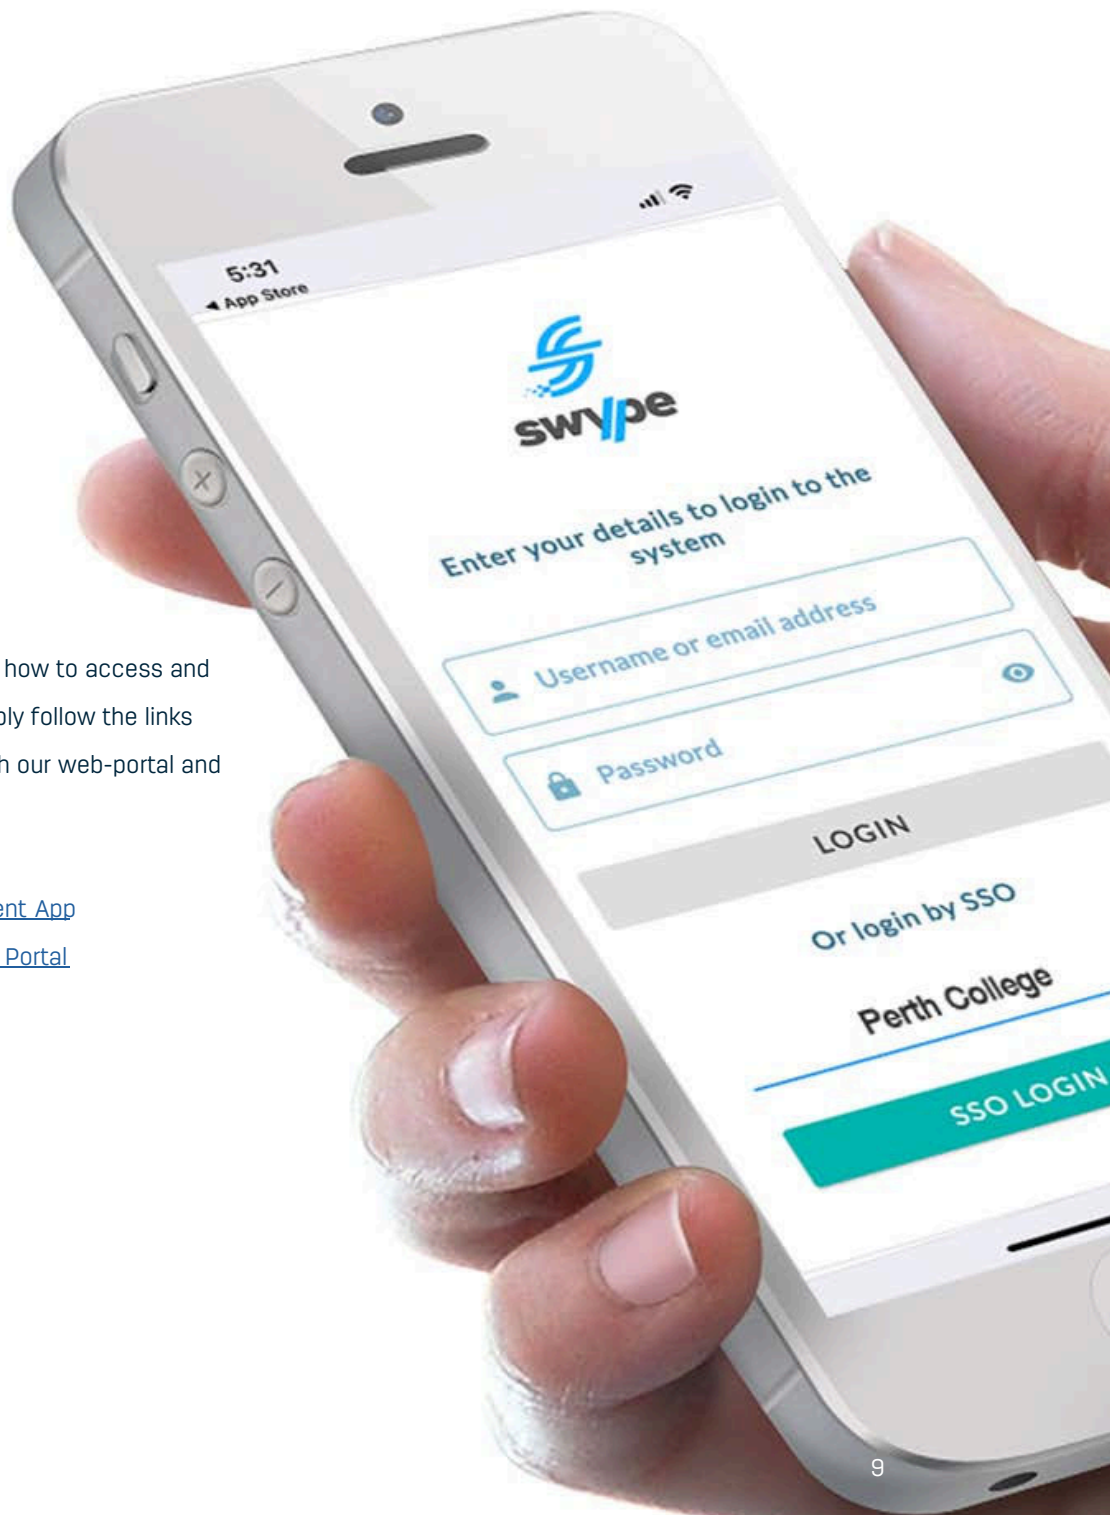 5:31
App Store
swype
Enter your details to login to the
system
Username or email address
Password
LOGIN
Or login by SSO
Perth College
SSO LOGIN
how to access and
ply follow the links
h our web-portal and
ent App
Portal
9